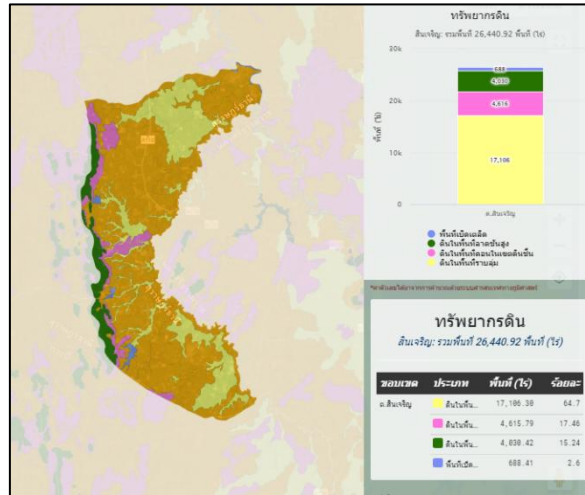 ทรัพยากรดิน
สินเจริญ: รวมพื้นที่ 26,440.92 พื้นที่ (ไร่)
30k
20k
10k
0
พื้นที่ (ไร่)
688
4,030
4,616
17,106
ต.สินเจริญ
พื้นที่เบ็ดเตล็ด
ดินในพื้นที่ลาดชันสูง
ดินในพื้นที่ดอนในเขตดินชื้น
ดินในพื้นที่ราบลุ่ม
ทรัพยากรดิน
สินเจริญ: รวมพื้นที่ 26,440.92 พื้นที่ (ไร่)
ขอบเขต ประเภท พื้นที่ (ไร่) ร้อยละ
ต.สินเจริญ ดินในพื้น... 17,106.30 64.7
ดินในพื้น... 4,615.79 17.46
ดินในพื้น... 4,030.42 15.24
พื้นที่เบ็ด... 688.41 2.6